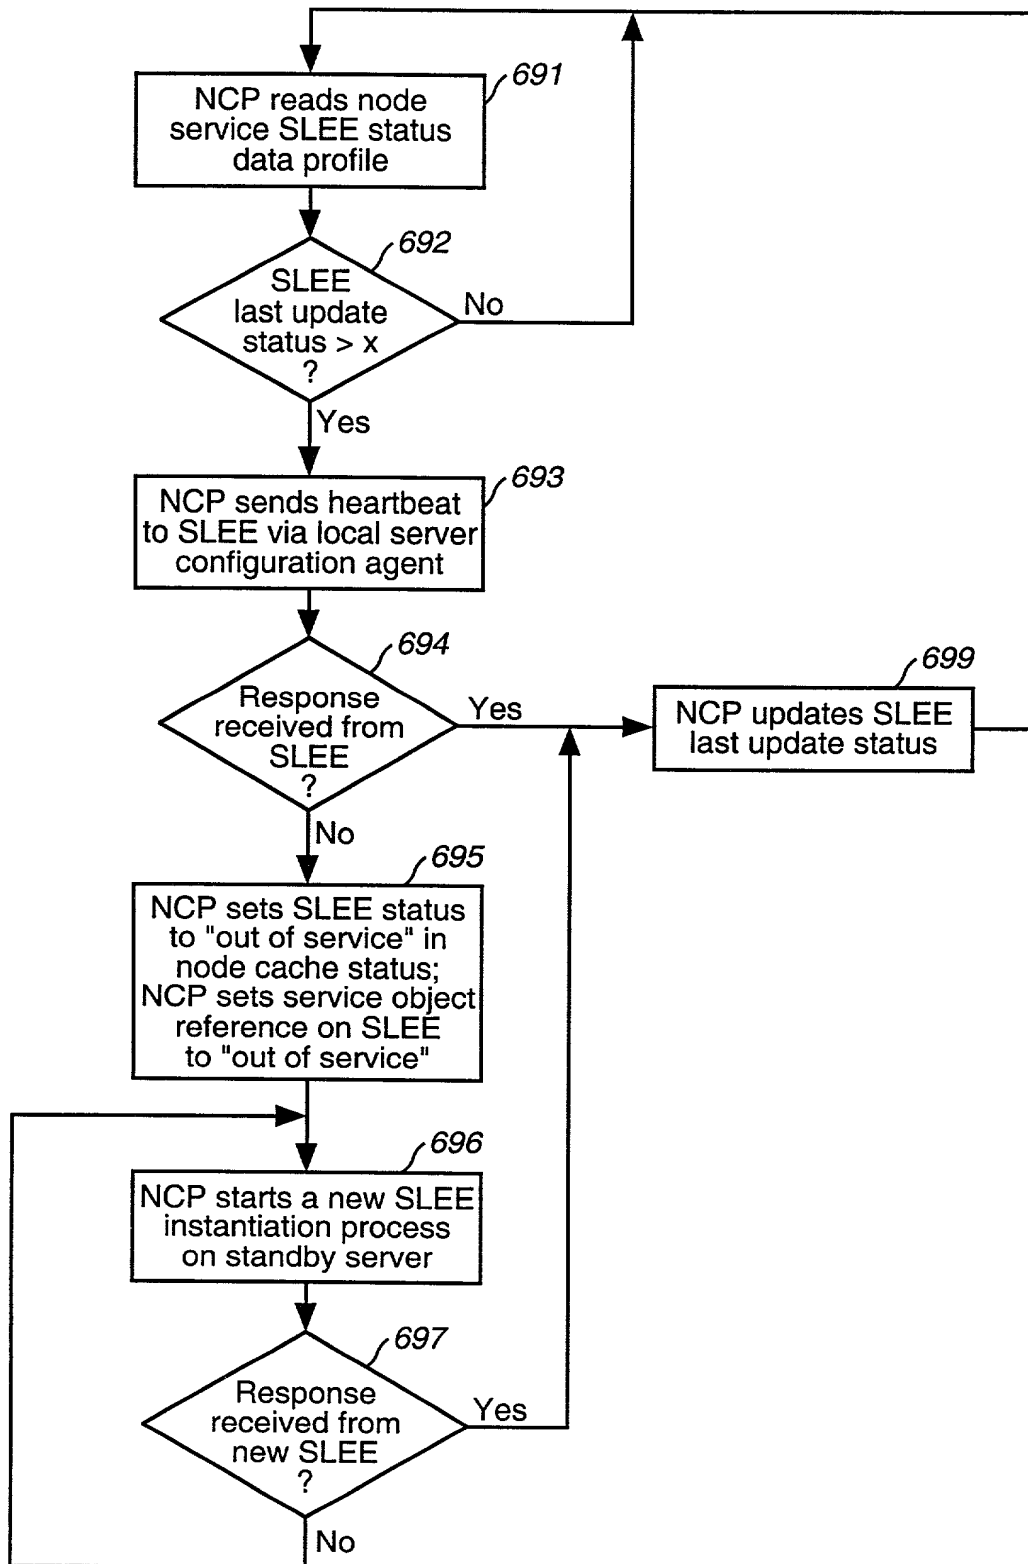 691
NCP reads node
service SLEE status
data profile
692
SLEE
last update
status > x
?
No
Yes
693
NCP sends heartbeat
to SLEE via local server
configuration agent
694
Response
received from
SLEE
?
Yes
699
NCP updates SLEE
last update status
No
695
NCP sets SLEE status
to "out of service" in
node cache status;
NCP sets service object
reference on SLEE
to "out of service"
696
NCP starts a new SLEE
instantiation process
on standby server
697
Response
received from
new SLEE
?
Yes
No